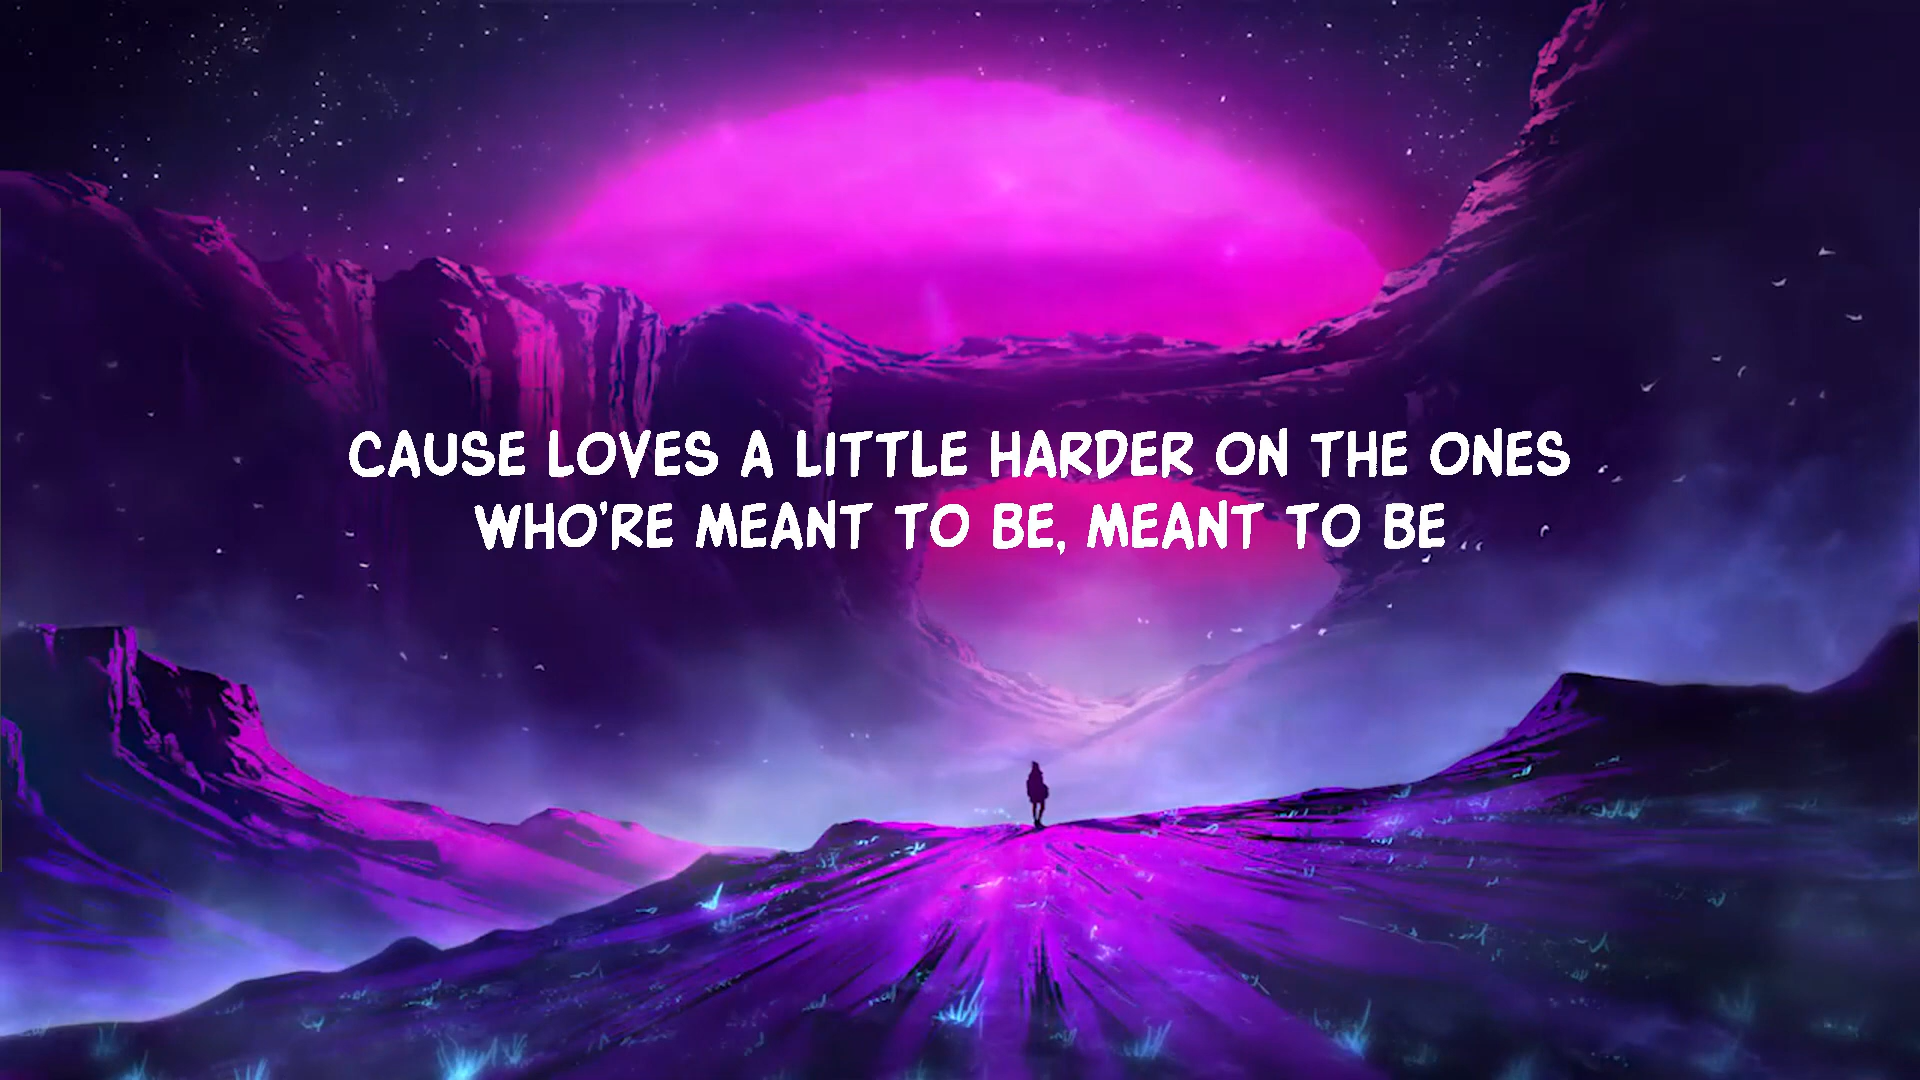 CAUSE LOVES A LITTLE HARDER ON THE ONES
WHO'RE MEANT TO BE, MEANT TO BE